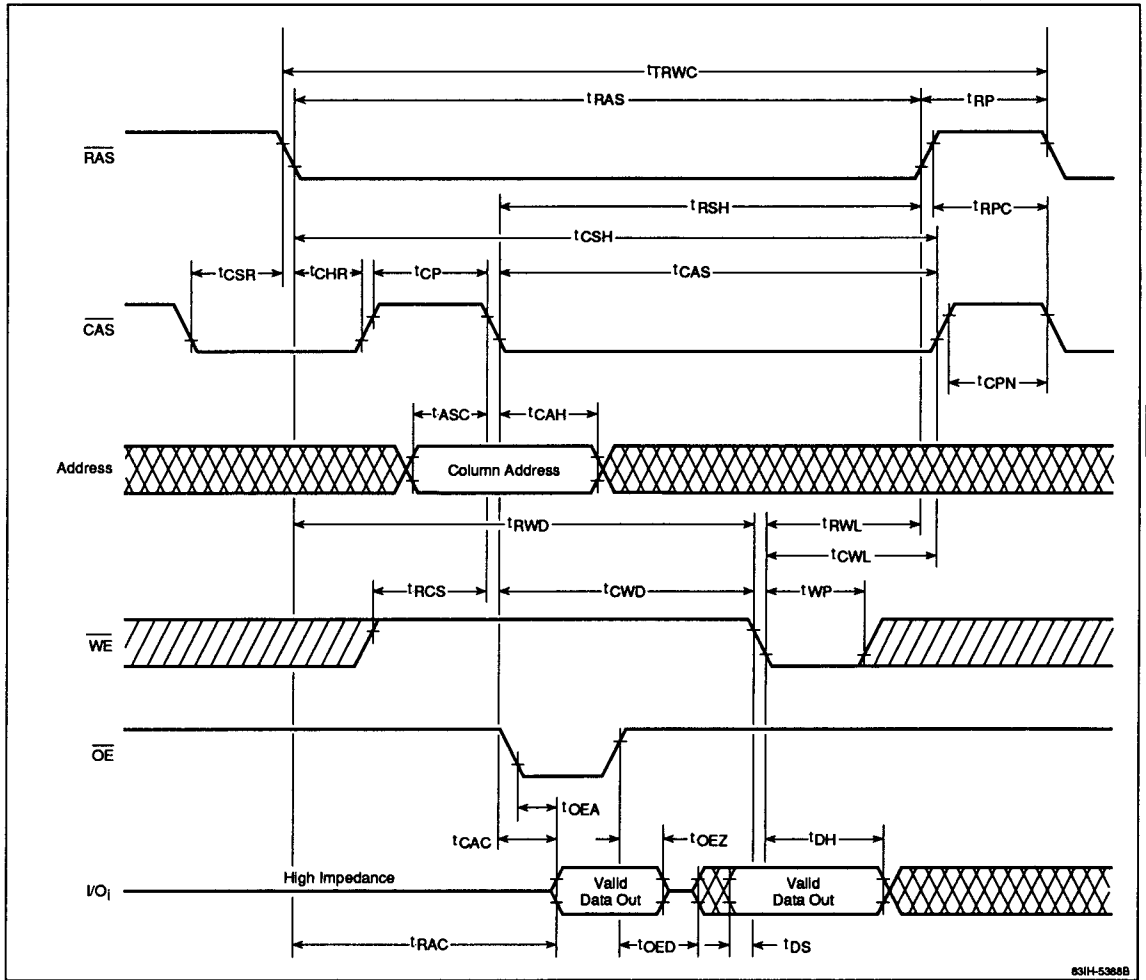 tTRWC
tRAS
tRP
RAS
tRSH
tRPC
tCSH
tCSR
tCHR
tCP
tCAS
CAS
tCPN
tASC
tCAH
Address
Column Address
tRWD
tRWL
tCWL
tRCS
tCWD
tWP
WE
OE
tOEA
tCAC
tOEZ
tDH
I/Oi
High Impedance
Valid
Data Out
Valid
Data Out
tRAC
tOED
tDS
83IH-5388B